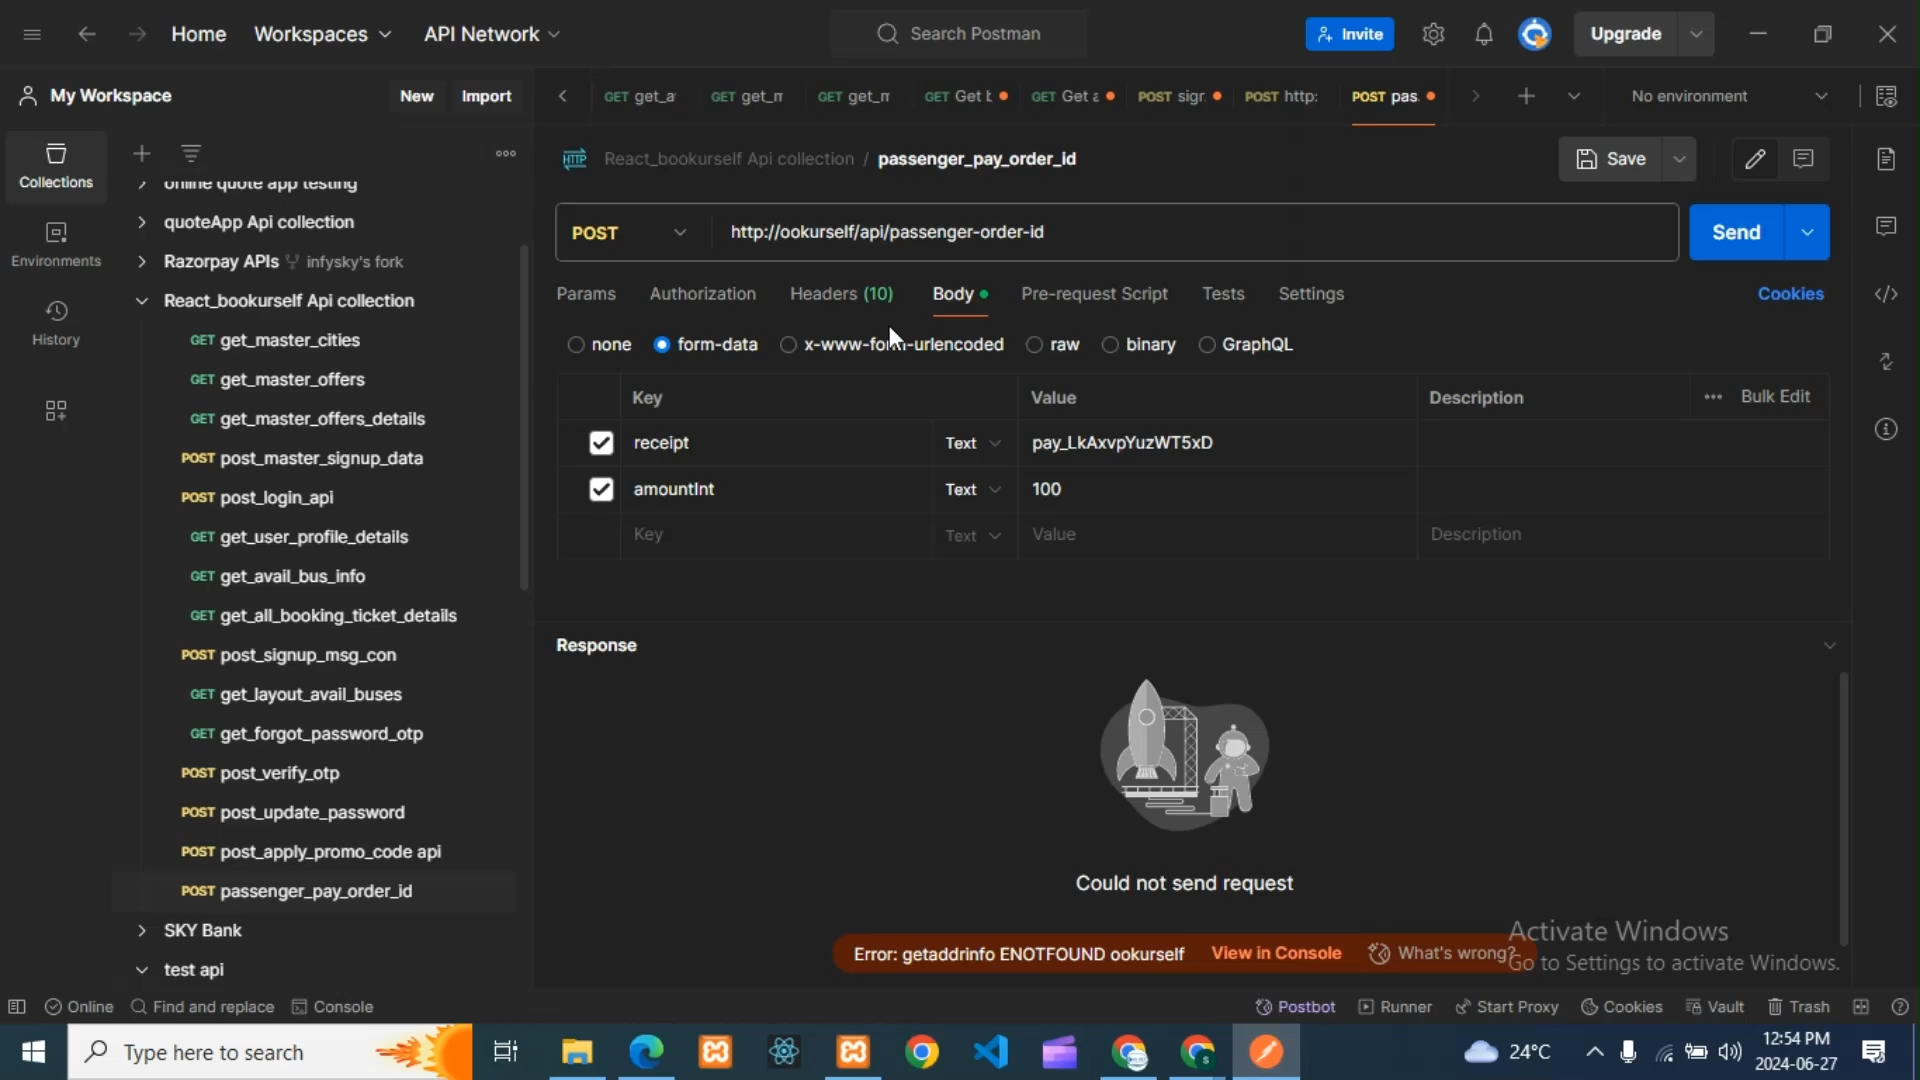 Home
Workspaces
API Network
Search Postman
Invite
Upgrade
My Workspace
New
Import
GET get_a
GET get_m
GET get_m
GET Get b
GET Get a
POST sigr
POST http:
POST pas.
No environment
Collections
Environments
History
online quote app testing
quoteApp Api collection
Razorpay APIs infysky's fork
React_bookurself Api collection
GET get_master_cities
GET get_master_offers
GET get_master_offers_details
POST post_master_signup_data
POST post_login_api
GET get_user_profile_details
GET get_avail_bus_info
GET get_all_booking_ticket_details
POST post_signup_msg_con
GET get_layout_avail_buses
GET get_forgot_password_otp
POST post_verify_otp
POST post_update_password
POST post_apply_promo_code api
POST passenger_pay_order_id
SKY Bank
test api
HTTP React_bookurself Api collection / passenger_pay_order_id
Save
POST http://ookurself/api/passenger-order-id
Send
Params Authorization Headers (10) Body Pre-request Script Tests Settings
Cookies
none form-data x-www-form-urlencoded raw binary GraphQL
Key Value Description Bulk Edit
receipt Text pay_LkAxvpYuzWT5xD
amountInt Text 100
Key Text Value Description
Response
Could not send request
Error: getaddrinfo ENOTFOUND ookurself View in Console What's wrong?
Activate Windows
Go to Settings to activate Windows.
Online Find and replace Console
Postbot Runner Start Proxy Cookies Vault Trash
Type here to search
24°C
12:54 PM
2024-06-27